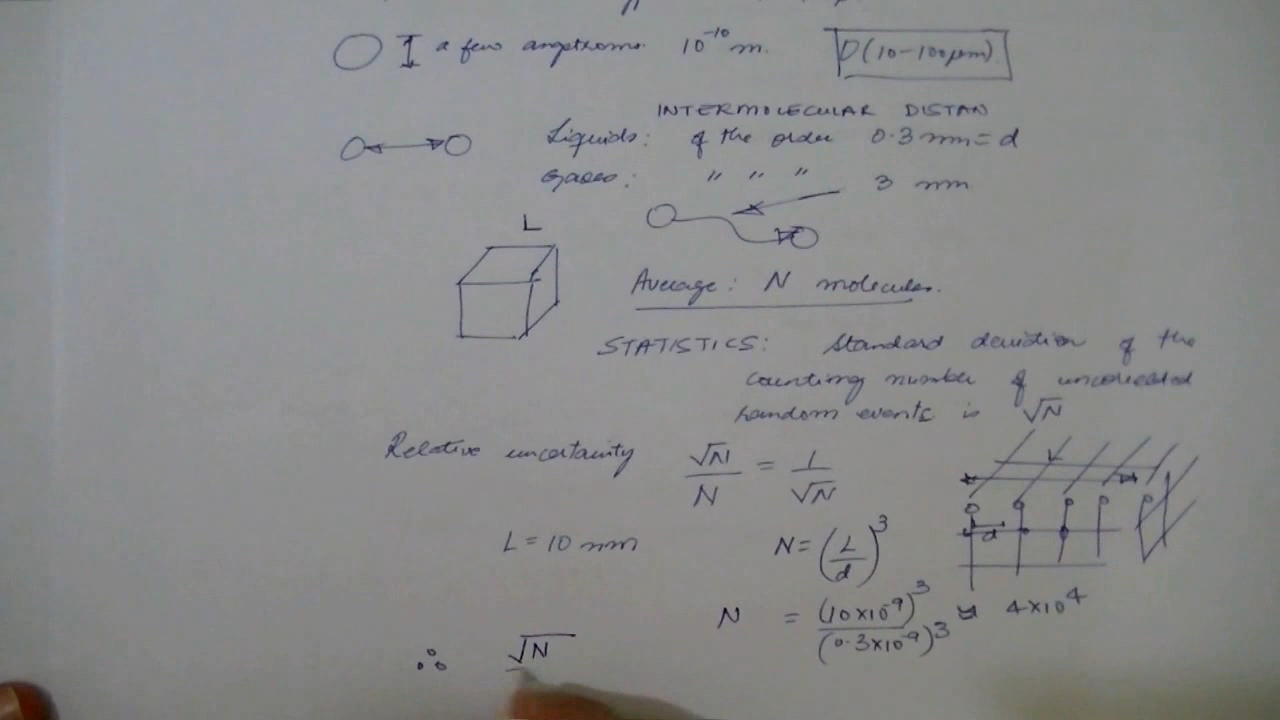 a few angstroms 10⁻¹⁰ m. O(10-100μm)
INTERMOLECULAR DISTAN
Liquids: of the order 0.3 nm = d
Gases: " " " 3 nm
L
Average: N molecules.
STATISTICS: Standard deviation of the
counting number of uncorrelated
random events is √N
Relative uncertainty √N/N = 1/√N
L
d
L = 10 nm N = (L/d)³
N = (10×10⁻⁹)³/(0.3×10⁻⁹)³ ≈ 4×10⁴
∴ √N